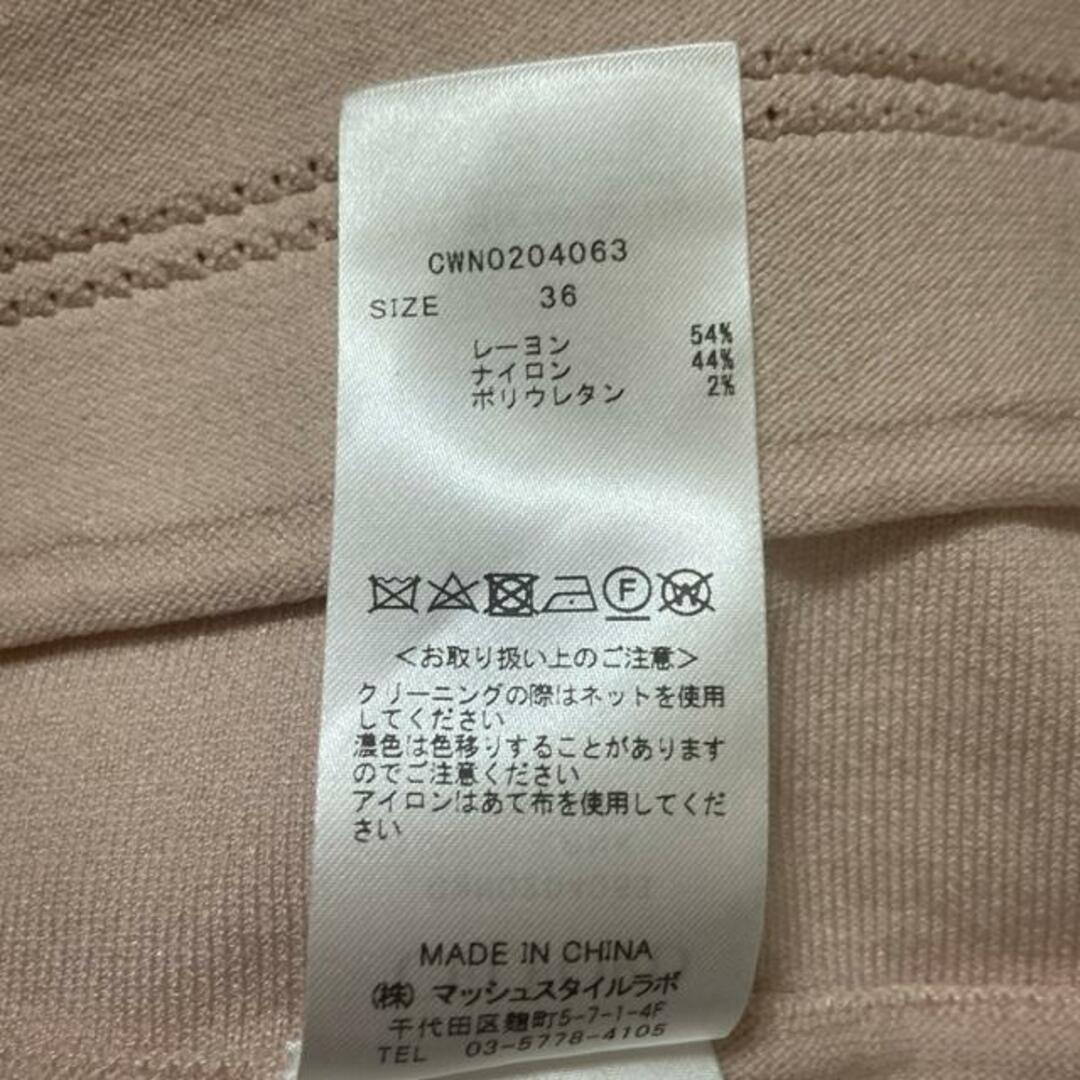 CWN0204063
SIZE 36
レーヨン 54%
ナイロン 44%
ポリウレタン 2%
F W
＜お取り扱い上のご注意＞
クリーニングの際はネットを使用
してください
濃色は色移りすることがあります
のでご注意ください
アイロンはあて布を使用してくだ
さい
MADE IN CHINA
(株) マッシュスタイルラボ
千代田区麹町5-7-1-4F
TEL 03-5778-4105